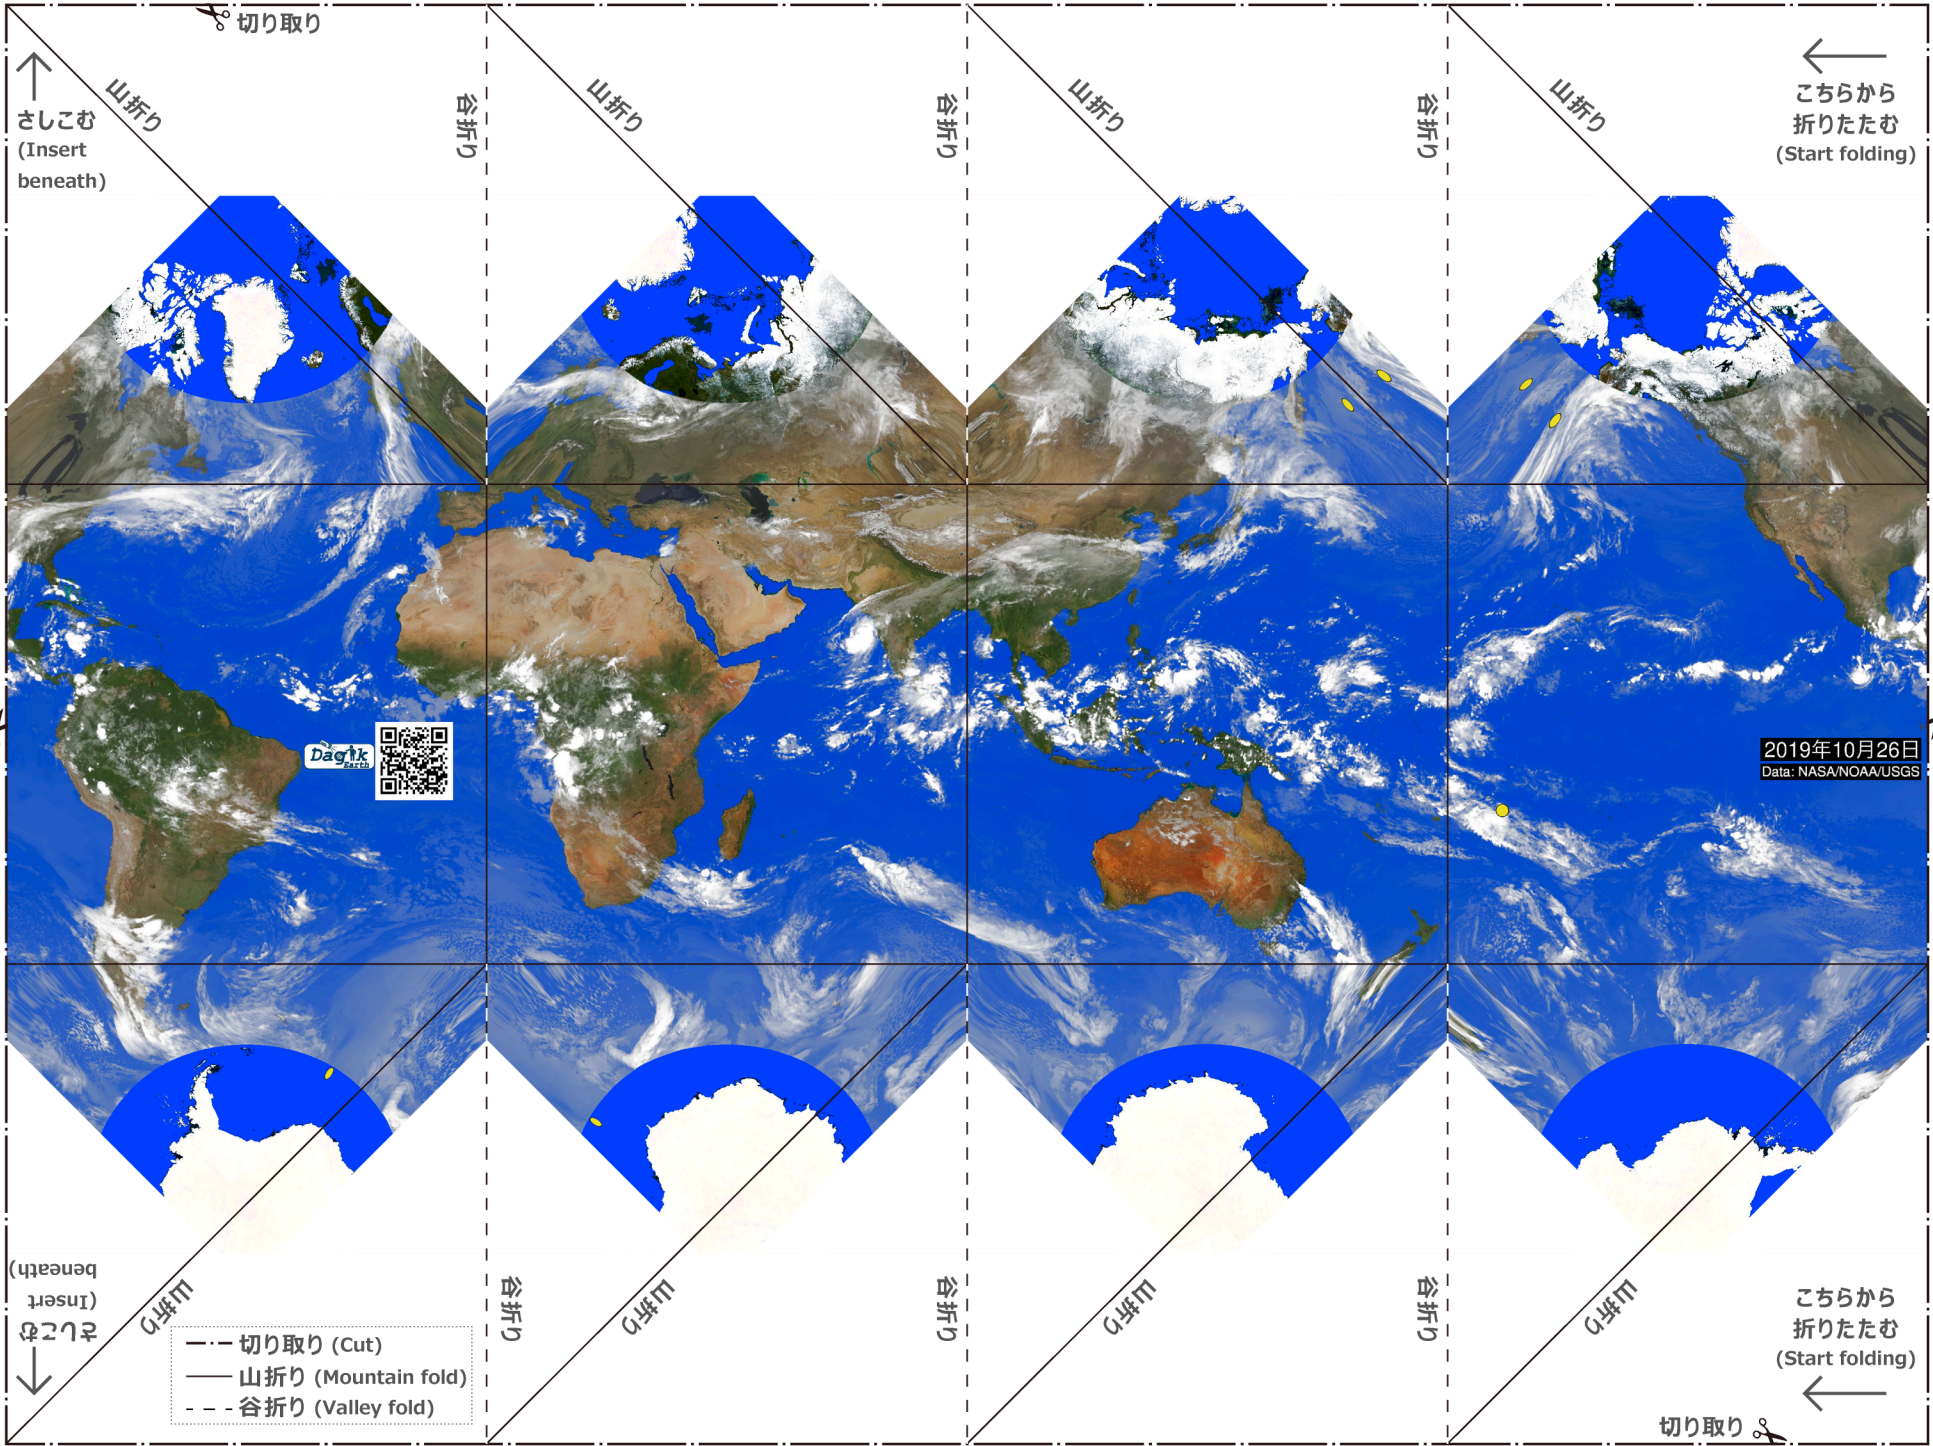 切り取り
さしこむ
(Insert
beneath)
山折り
谷折り
山折り
谷折り
山折り
谷折り
山折り
こちらから
折りたたむ
(Start folding)
Dagik
Earth
2019年10月26日
Data: NASA/NOAA/USGS
さしこむ
(Insert
beneath)
山折り
谷折り
山折り
谷折り
山折り
谷折り
山折り
こちらから
折りたたむ
(Start folding)
切り取り (Cut)
山折り (Mountain fold)
谷折り (Valley fold)
切り取り